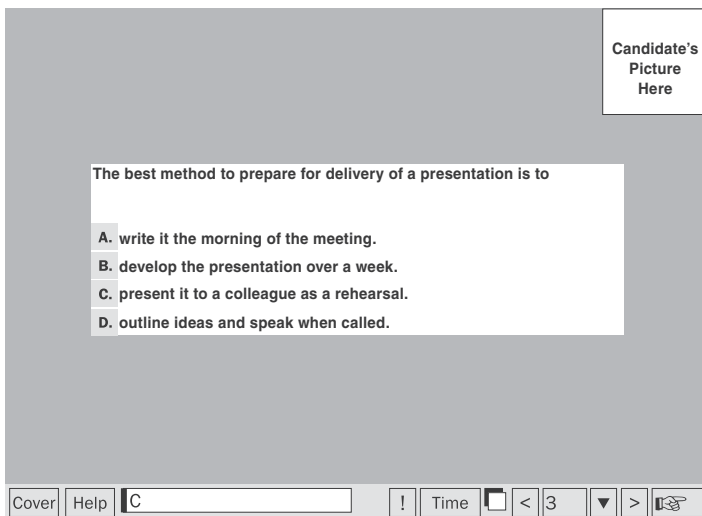 Candidate's
Picture
Here
The best method to prepare for delivery of a presentation is to
A. write it the morning of the meeting.
B. develop the presentation over a week.
C. present it to a colleague as a rehearsal.
D. outline ideas and speak when called.
Cover Help C ! Time < 3 ▼ >